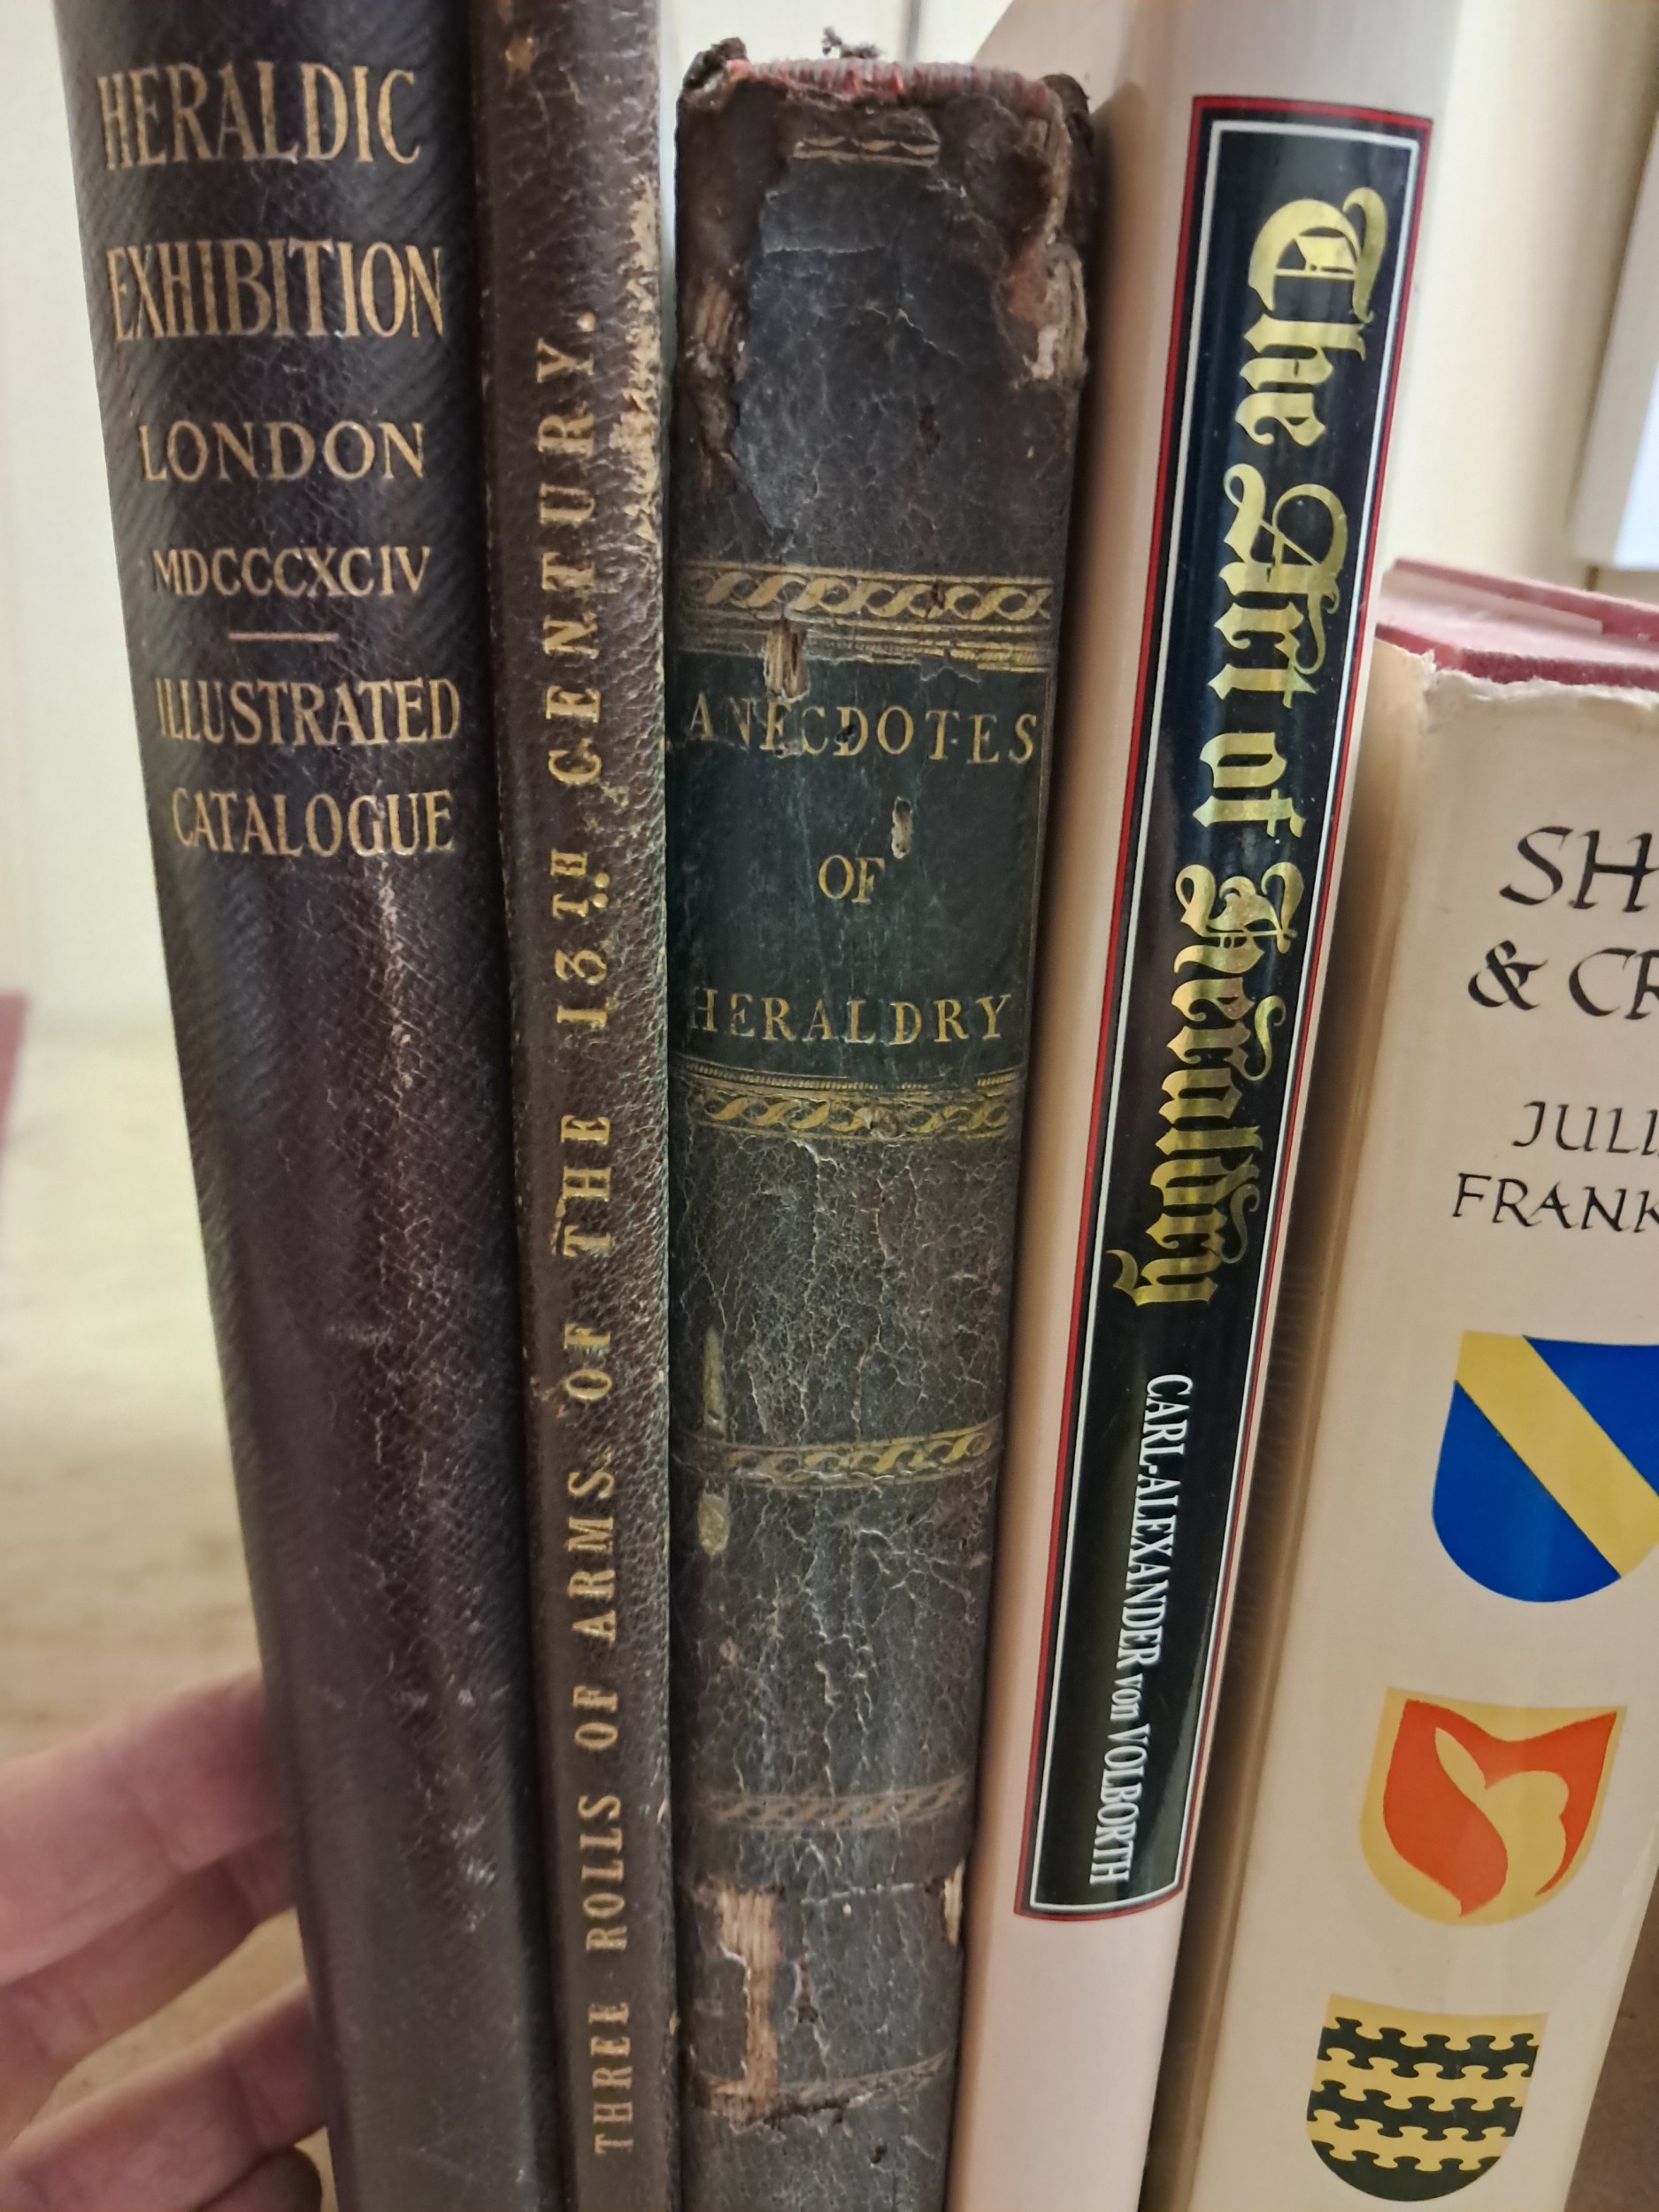 HERALDIC
EXHIBITION
LONDON
MDCCCXCIV
ILLUSTRATED
CATALOGUE
THREE ROLLS OF ARMS OF THE 13TH CENTURY.
ANECDOTES
OF
HERALDRY
The Art of Heraldry CARL-ALEXANDER von VOLBORTH
SH
& CR
JULI
FRANK